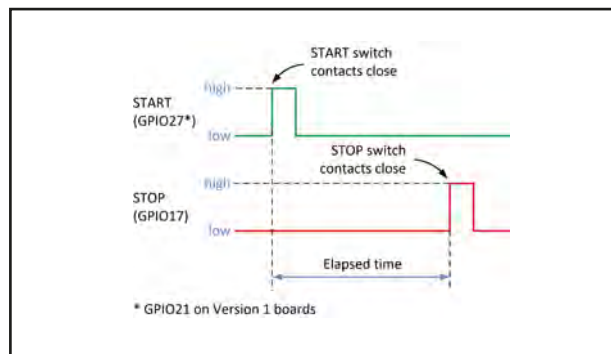 START switch
contacts close
high
START
(GPIO27*)
low
STOP switch
contacts close
high
STOP
(GPIO17)
low
Elapsed time
* GPIO21 on Version 1 boards